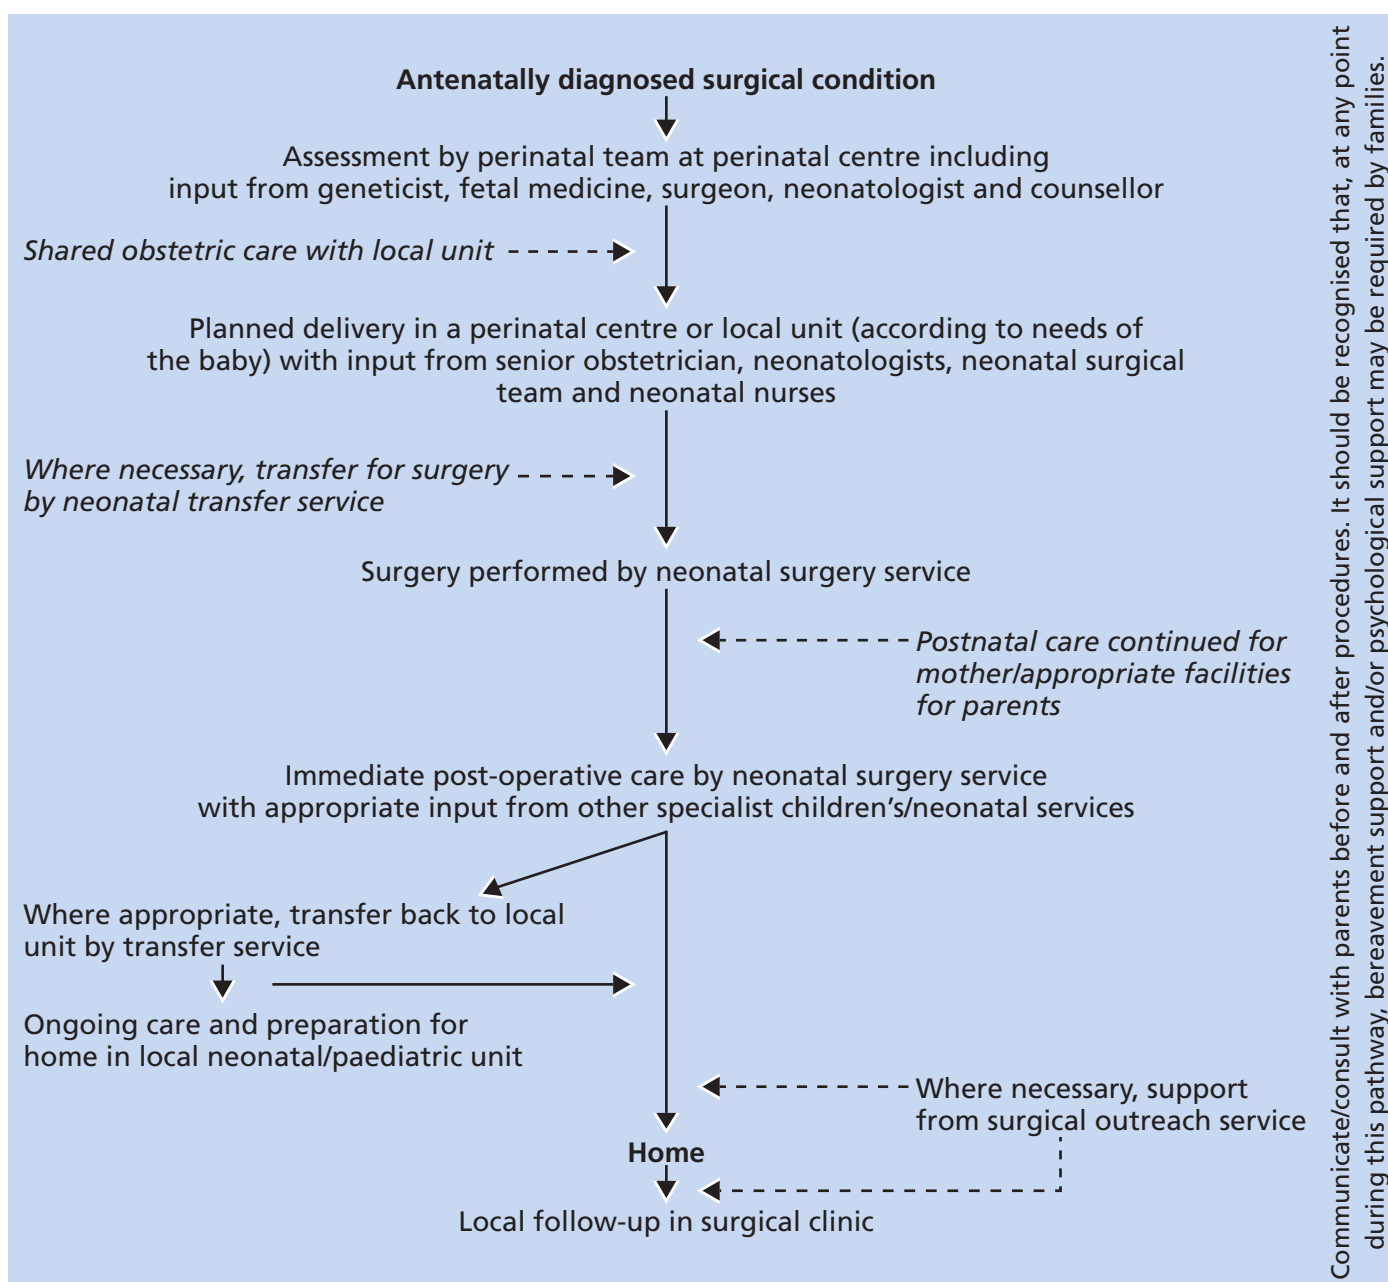 Antenatally diagnosed surgical condition
Assessment by perinatal team at perinatal centre including
input from geneticist, fetal medicine, surgeon, neonatologist and counsellor
Shared obstetric care with local unit
Planned delivery in a perinatal centre or local unit (according to needs of
the baby) with input from senior obstetrician, neonatologists, neonatal surgical
team and neonatal nurses
Where necessary, transfer for surgery
by neonatal transfer service
Surgery performed by neonatal surgery service
Postnatal care continued for
mother/appropriate facilities
for parents
Immediate post-operative care by neonatal surgery service
with appropriate input from other specialist children's/neonatal services
Where appropriate, transfer back to local
unit by transfer service
Ongoing care and preparation for
home in local neonatal/paediatric unit
Where necessary, support
from surgical outreach service
Home
Local follow-up in surgical clinic
Communicate/consult with parents before and after procedures. It should be recognised that, at any point
during this pathway, bereavement support and/or psychological support may be required by families.